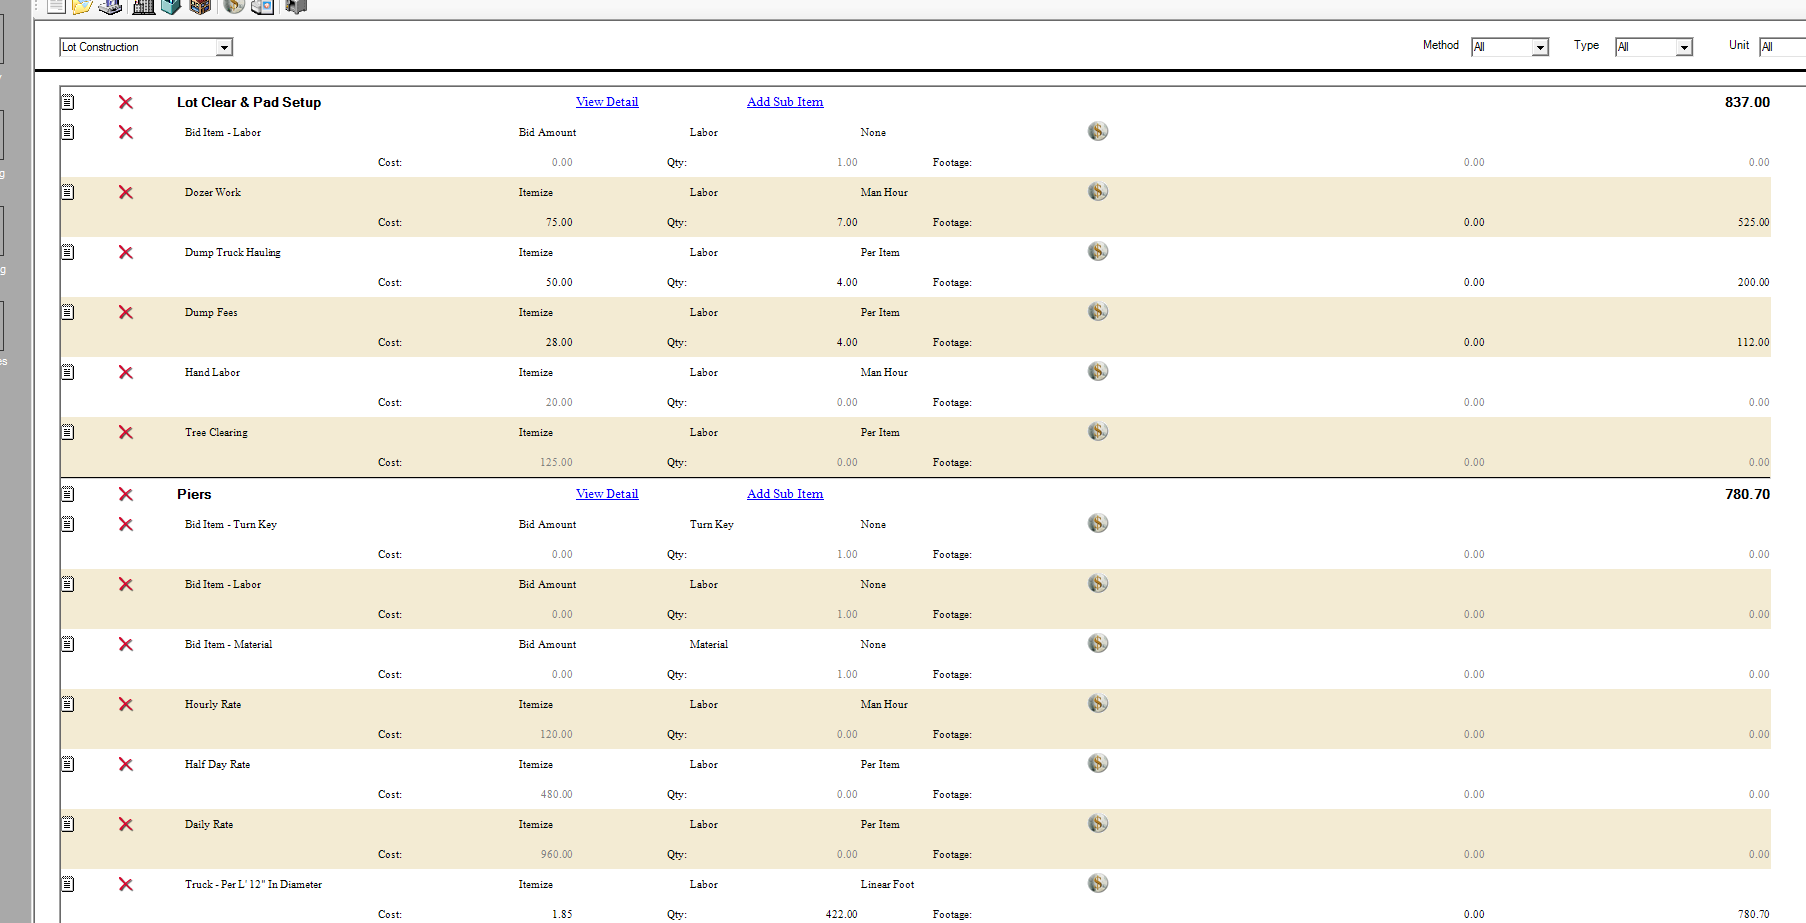 Lot Construction Method All Type All Unit All
Lot Clear & Pad Setup View Detail Add Sub Item 837.00
Bid Item - Labor Bid Amount Labor None
Cost: 0.00 Qty: 1.00 Footage: 0.00 0.00
Dozer Work Itemize Labor Man Hour
Cost: 75.00 Qty: 7.00 Footage: 0.00 525.00
Dump Truck Hauling Itemize Labor Per Item
Cost: 50.00 Qty: 4.00 Footage: 0.00 200.00
Dump Fees Itemize Labor Per Item
Cost: 28.00 Qty: 4.00 Footage: 0.00 112.00
Hand Labor Itemize Labor Man Hour
Cost: 20.00 Qty: 0.00 Footage: 0.00 0.00
Tree Clearing Itemize Labor Per Item
Cost: 125.00 Qty: 0.00 Footage: 0.00 0.00
Piers View Detail Add Sub Item 780.70
Bid Item - Turn Key Bid Amount Turn Key None
Cost: 0.00 Qty: 1.00 Footage: 0.00 0.00
Bid Item - Labor Bid Amount Labor None
Cost: 0.00 Qty: 1.00 Footage: 0.00 0.00
Bid Item - Material Bid Amount Material None
Cost: 0.00 Qty: 1.00 Footage: 0.00 0.00
Hourly Rate Itemize Labor Man Hour
Cost: 120.00 Qty: 0.00 Footage: 0.00 0.00
Half Day Rate Itemize Labor Per Item
Cost: 480.00 Qty: 0.00 Footage: 0.00 0.00
Daily Rate Itemize Labor Per Item
Cost: 960.00 Qty: 0.00 Footage: 0.00 0.00
Truck - Per L' 12" In Diameter Itemize Labor Linear Foot
Cost: 1.85 Qty: 422.00 Footage: 0.00 780.70